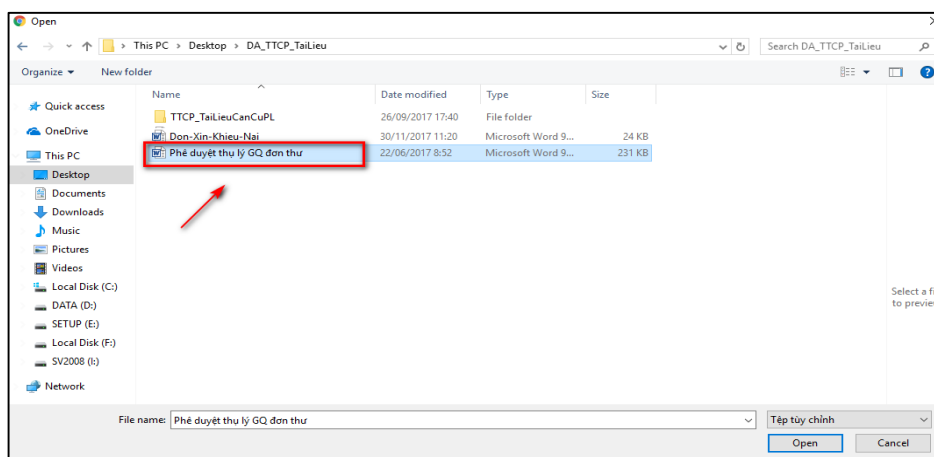 Open
This PC > Desktop > DA_TTCP_TaiLieu
Search DA_TTCP_TaiLieu
Organize
New folder
Name
Date modified
Type
Size
Quick access
OneDrive
This PC
Desktop
Documents
Downloads
Music
Pictures
Videos
Local Disk (C:)
DATA (D:)
SETUP (E:)
Local Disk (F:)
SV2008 (I:)
Network
TTCP_TaiLieuCanCuPL 26/09/2017 17:40 File folder
Don-Xin-Khieu-Nai 30/11/2017 11:20 Microsoft Word 9... 24 KB
Phê duyệt thụ lý GQ đơn thư 22/06/2017 8:52 Microsoft Word 9... 231 KB
Select a f
to previe
File name: Phê duyệt thụ lý GQ đơn thư
Tệp tùy chỉnh
Open
Cancel